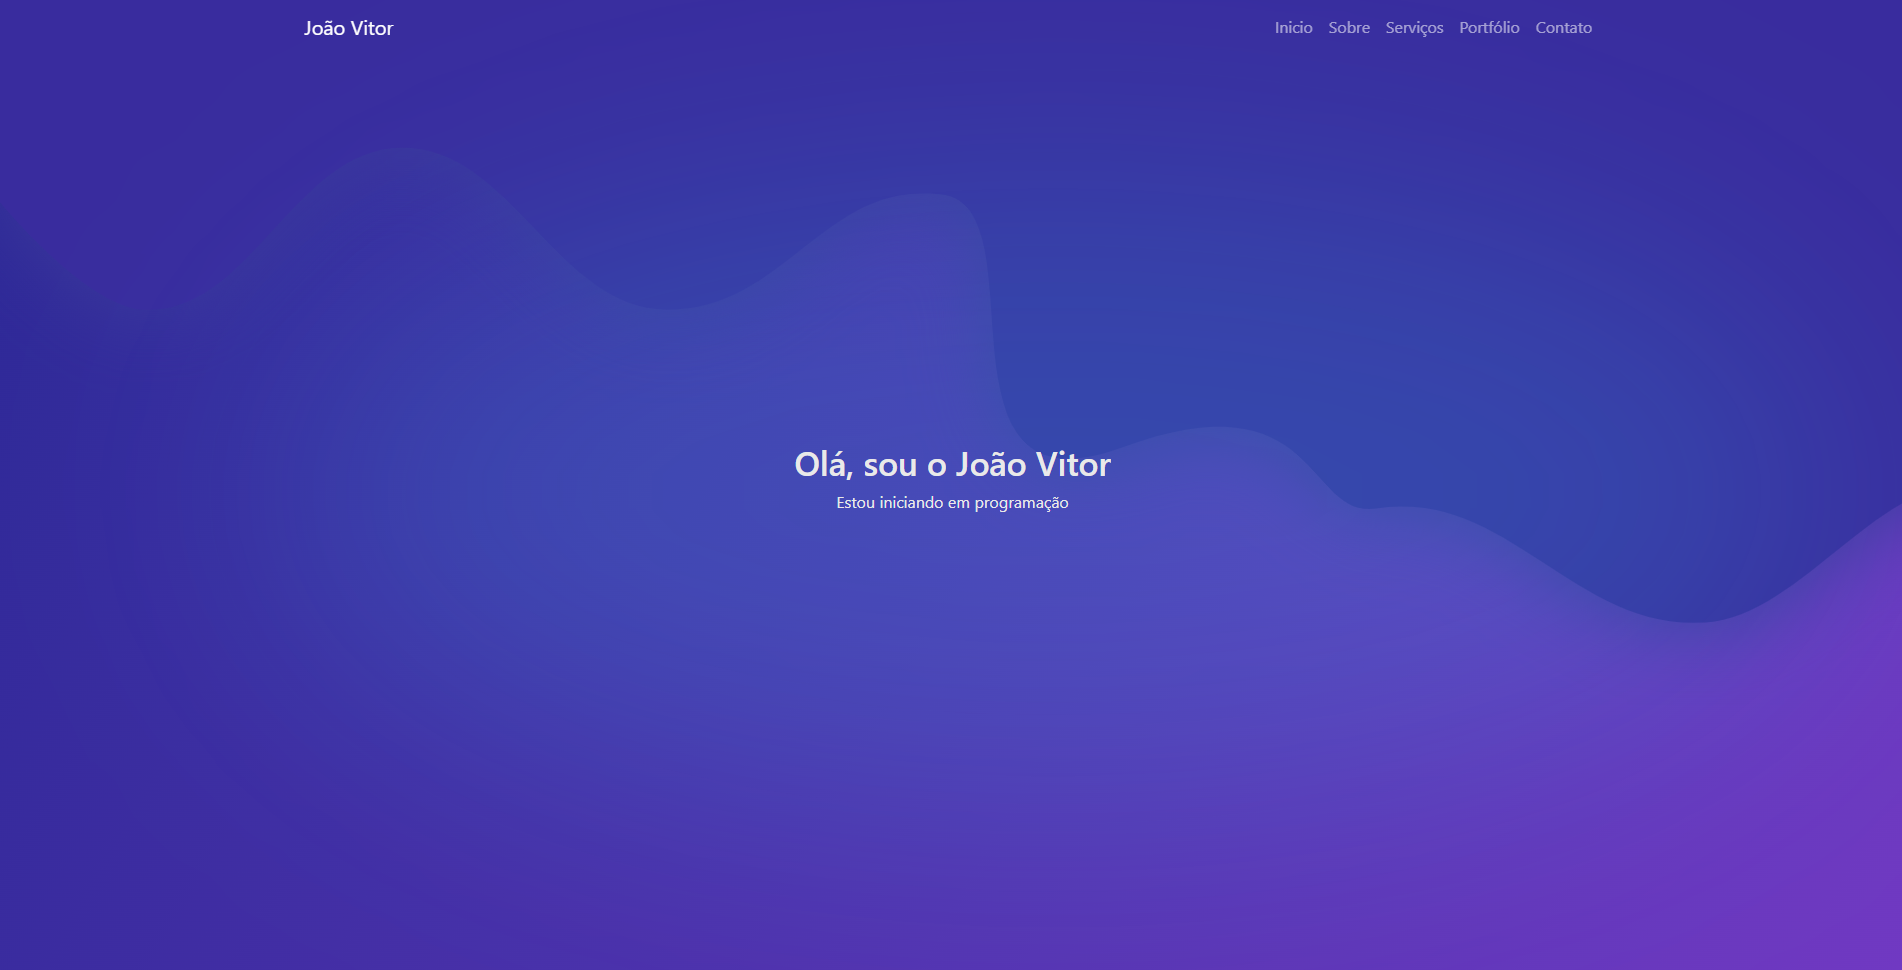 João Vitor
Inicio Sobre Serviços Portfólio Contato
Olá, sou o João Vitor
Estou iniciando em programação